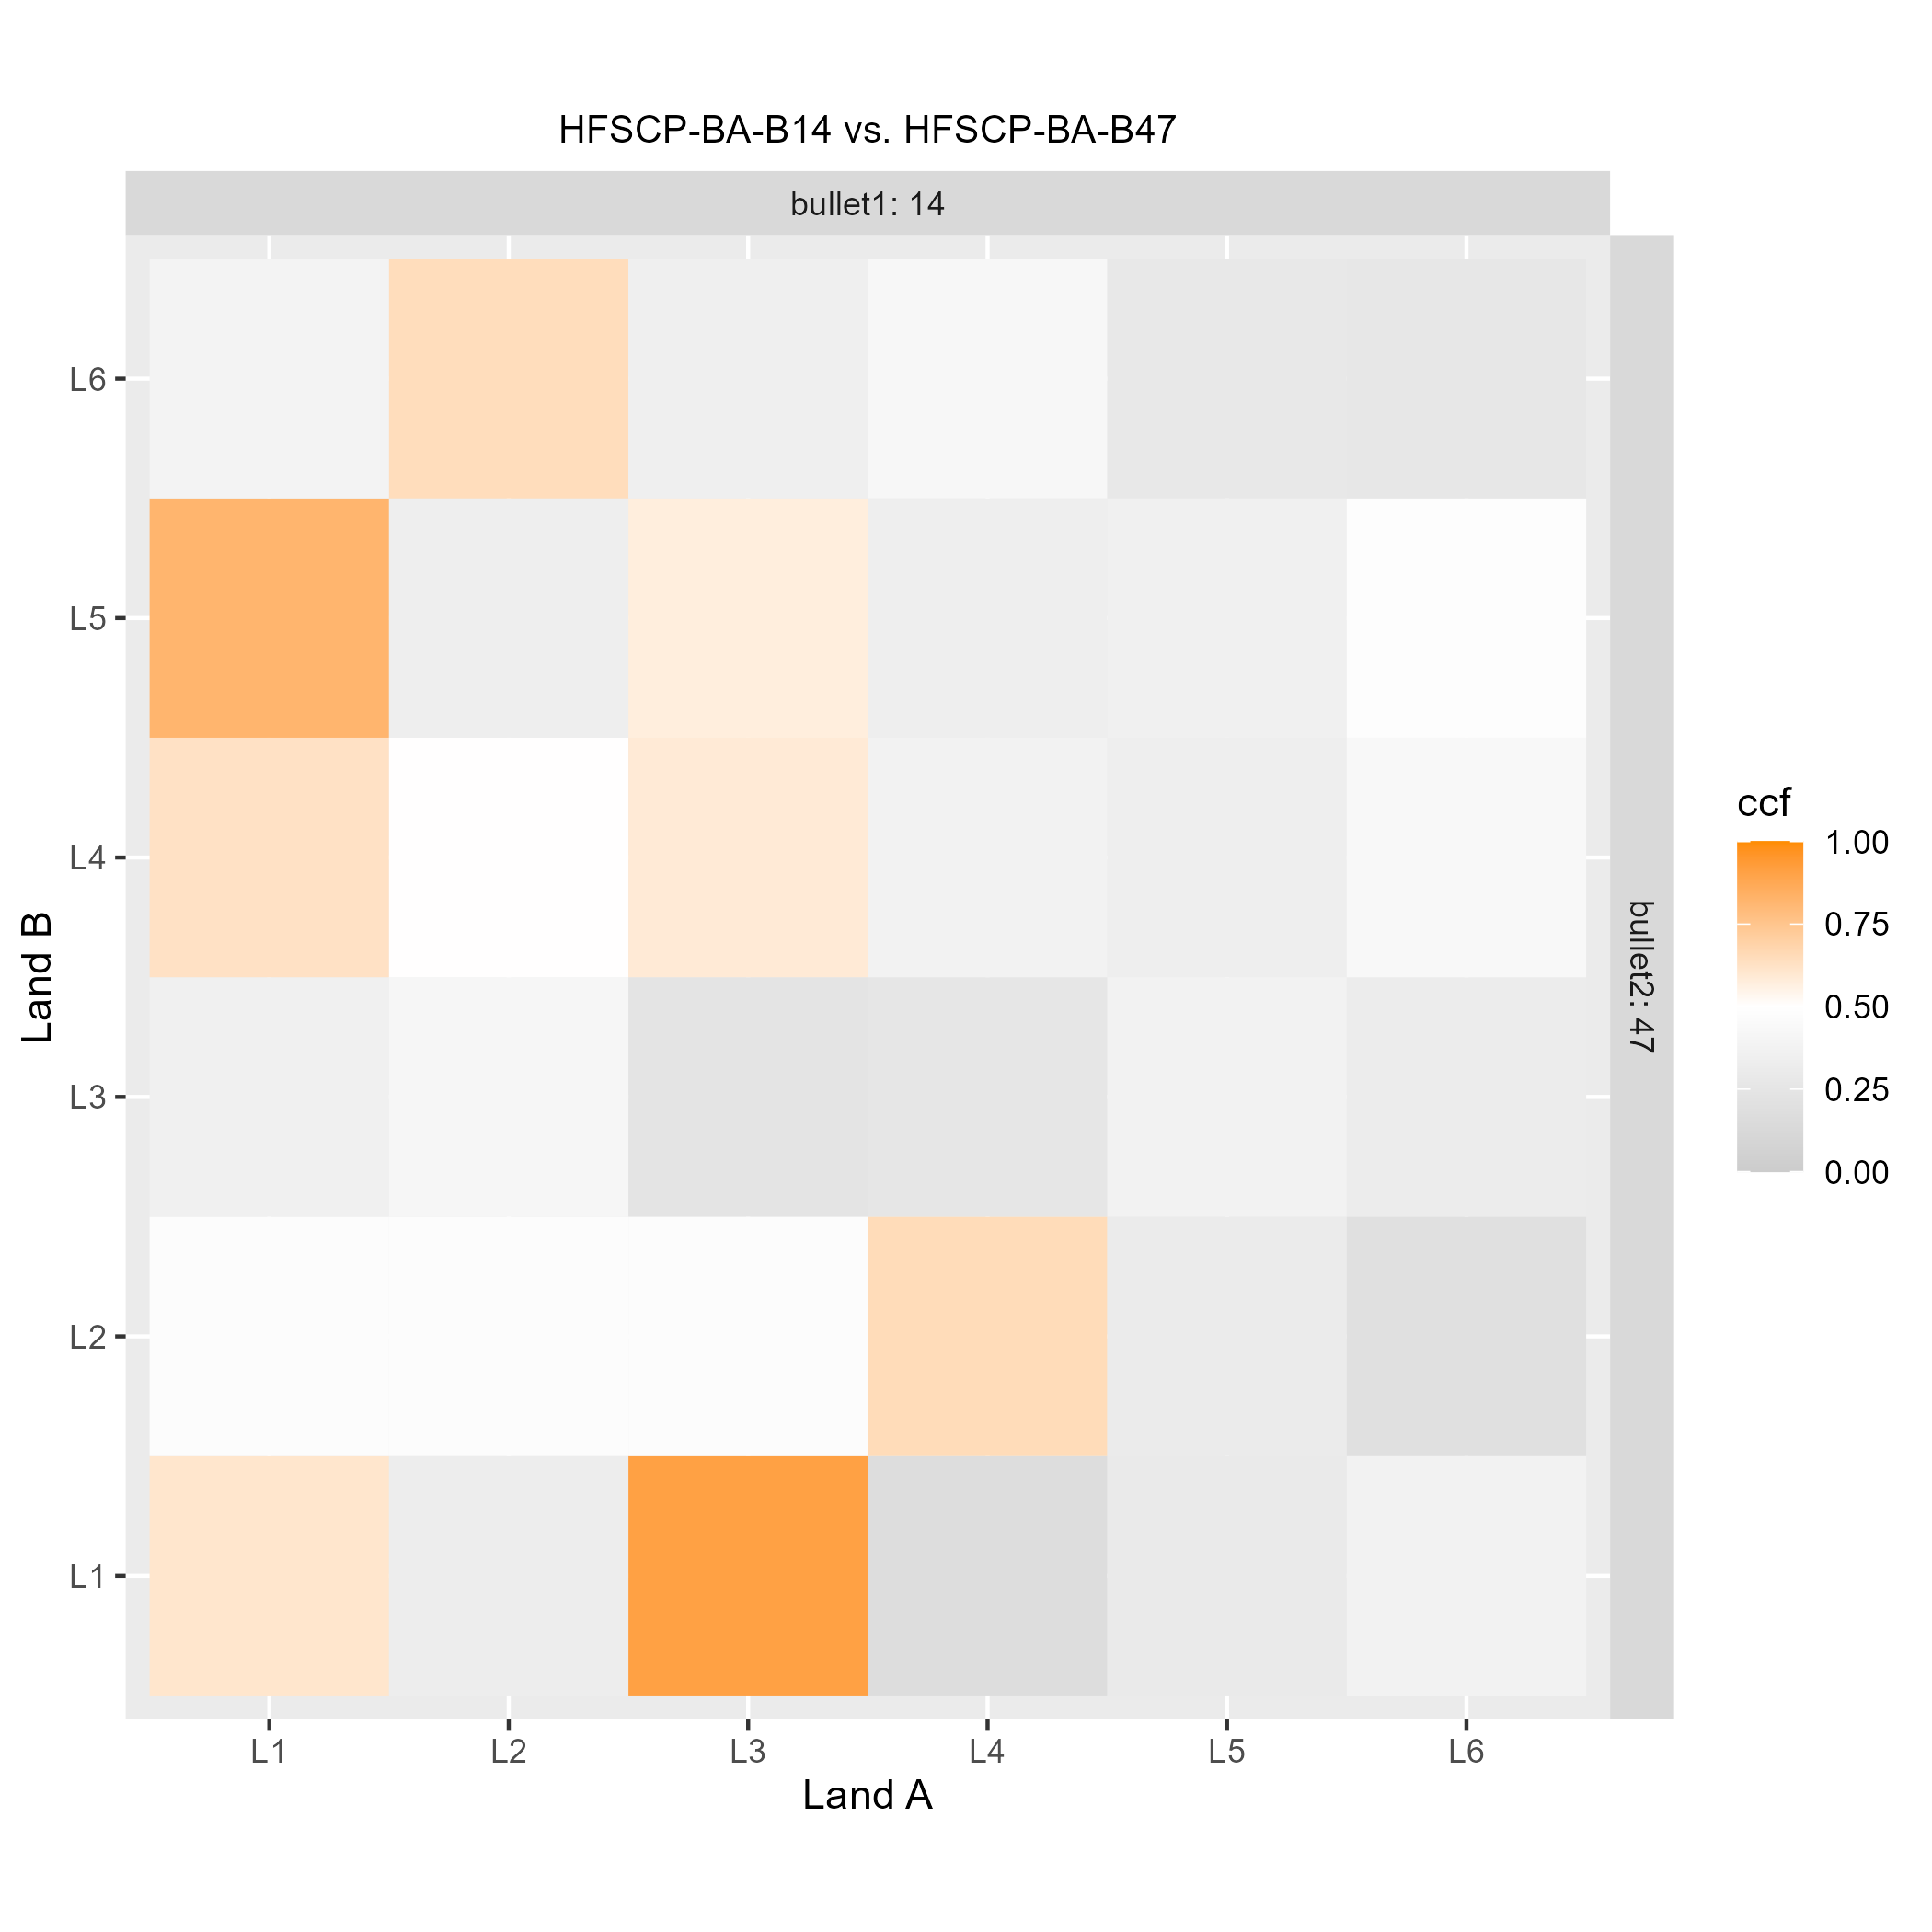 HFSCP-BA-B14 vs. HFSCP-BA-B47
bullet1: 14
L6
L5
L4
L3
L2
L1
Land B
bullet2: 47
L1
L2
L3
L4
L5
L6
Land A
ccf
1.00
0.75
0.50
0.25
0.00